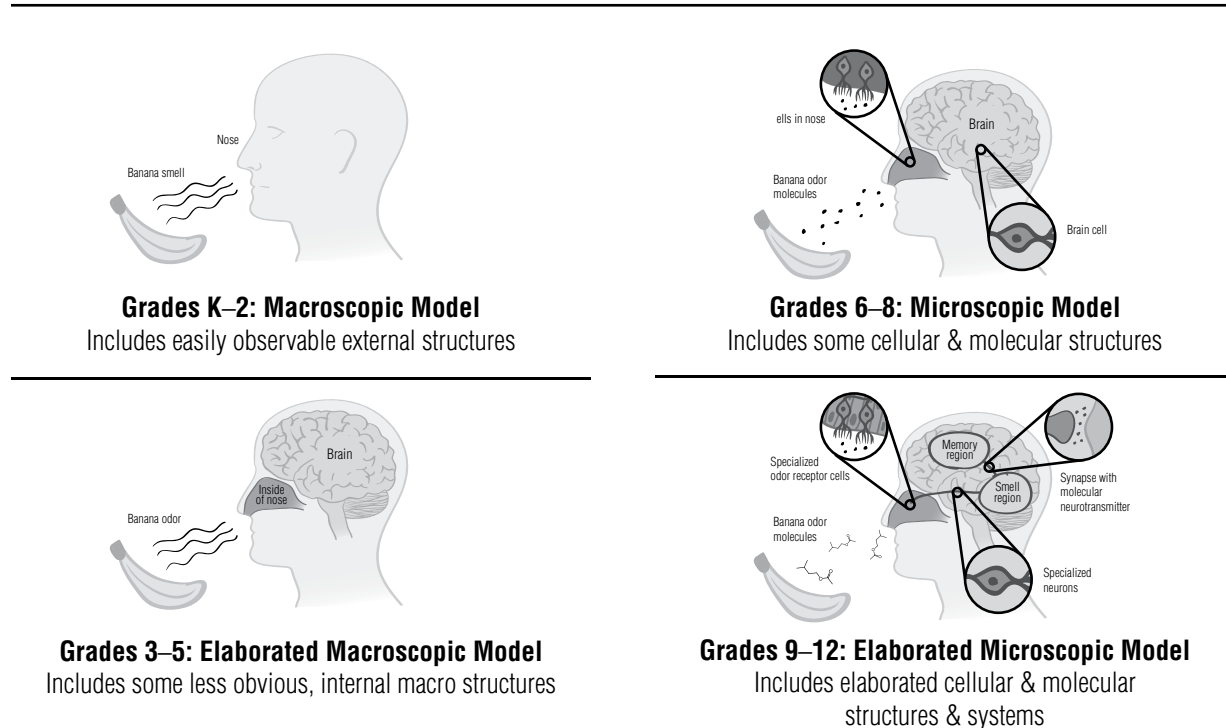 Nose
Banana smell
Grades K–2: Macroscopic Model
Includes easily observable external structures
ells in nose
Brain
Banana odor
molecules
Brain cell
Grades 6–8: Microscopic Model
Includes some cellular & molecular structures
Brain
Inside
of nose
Banana odor
Grades 3–5: Elaborated Macroscopic Model
Includes some less obvious, internal macro structures
Memory
region
Specialized
odor receptor cells
Smell
region
Synapse with
molecular
neurotransmitter
Banana odor
molecules
Specialized
neurons
Grades 9–12: Elaborated Microscopic Model
Includes elaborated cellular & molecular
structures & systems